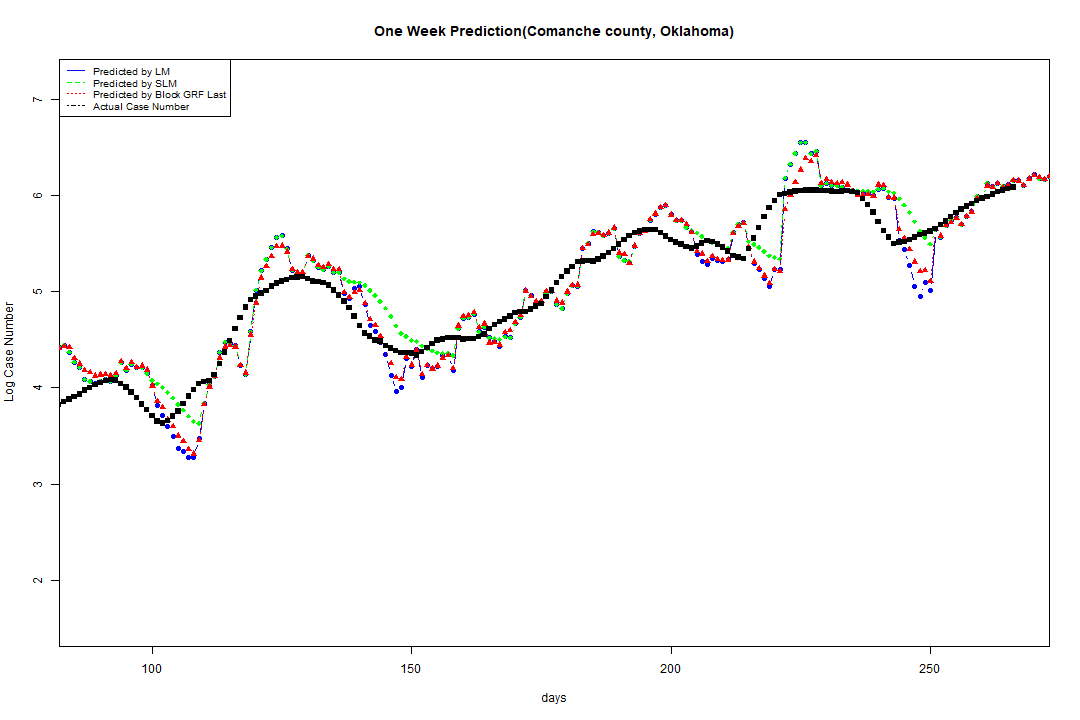 One Week Prediction(Comanche county, Oklahoma)
Predicted by LM
Predicted by SLM
Predicted by Block GRF Last
Actual Case Number
7
6
5
4
3
2
Log Case Number
100 150 200 250
days